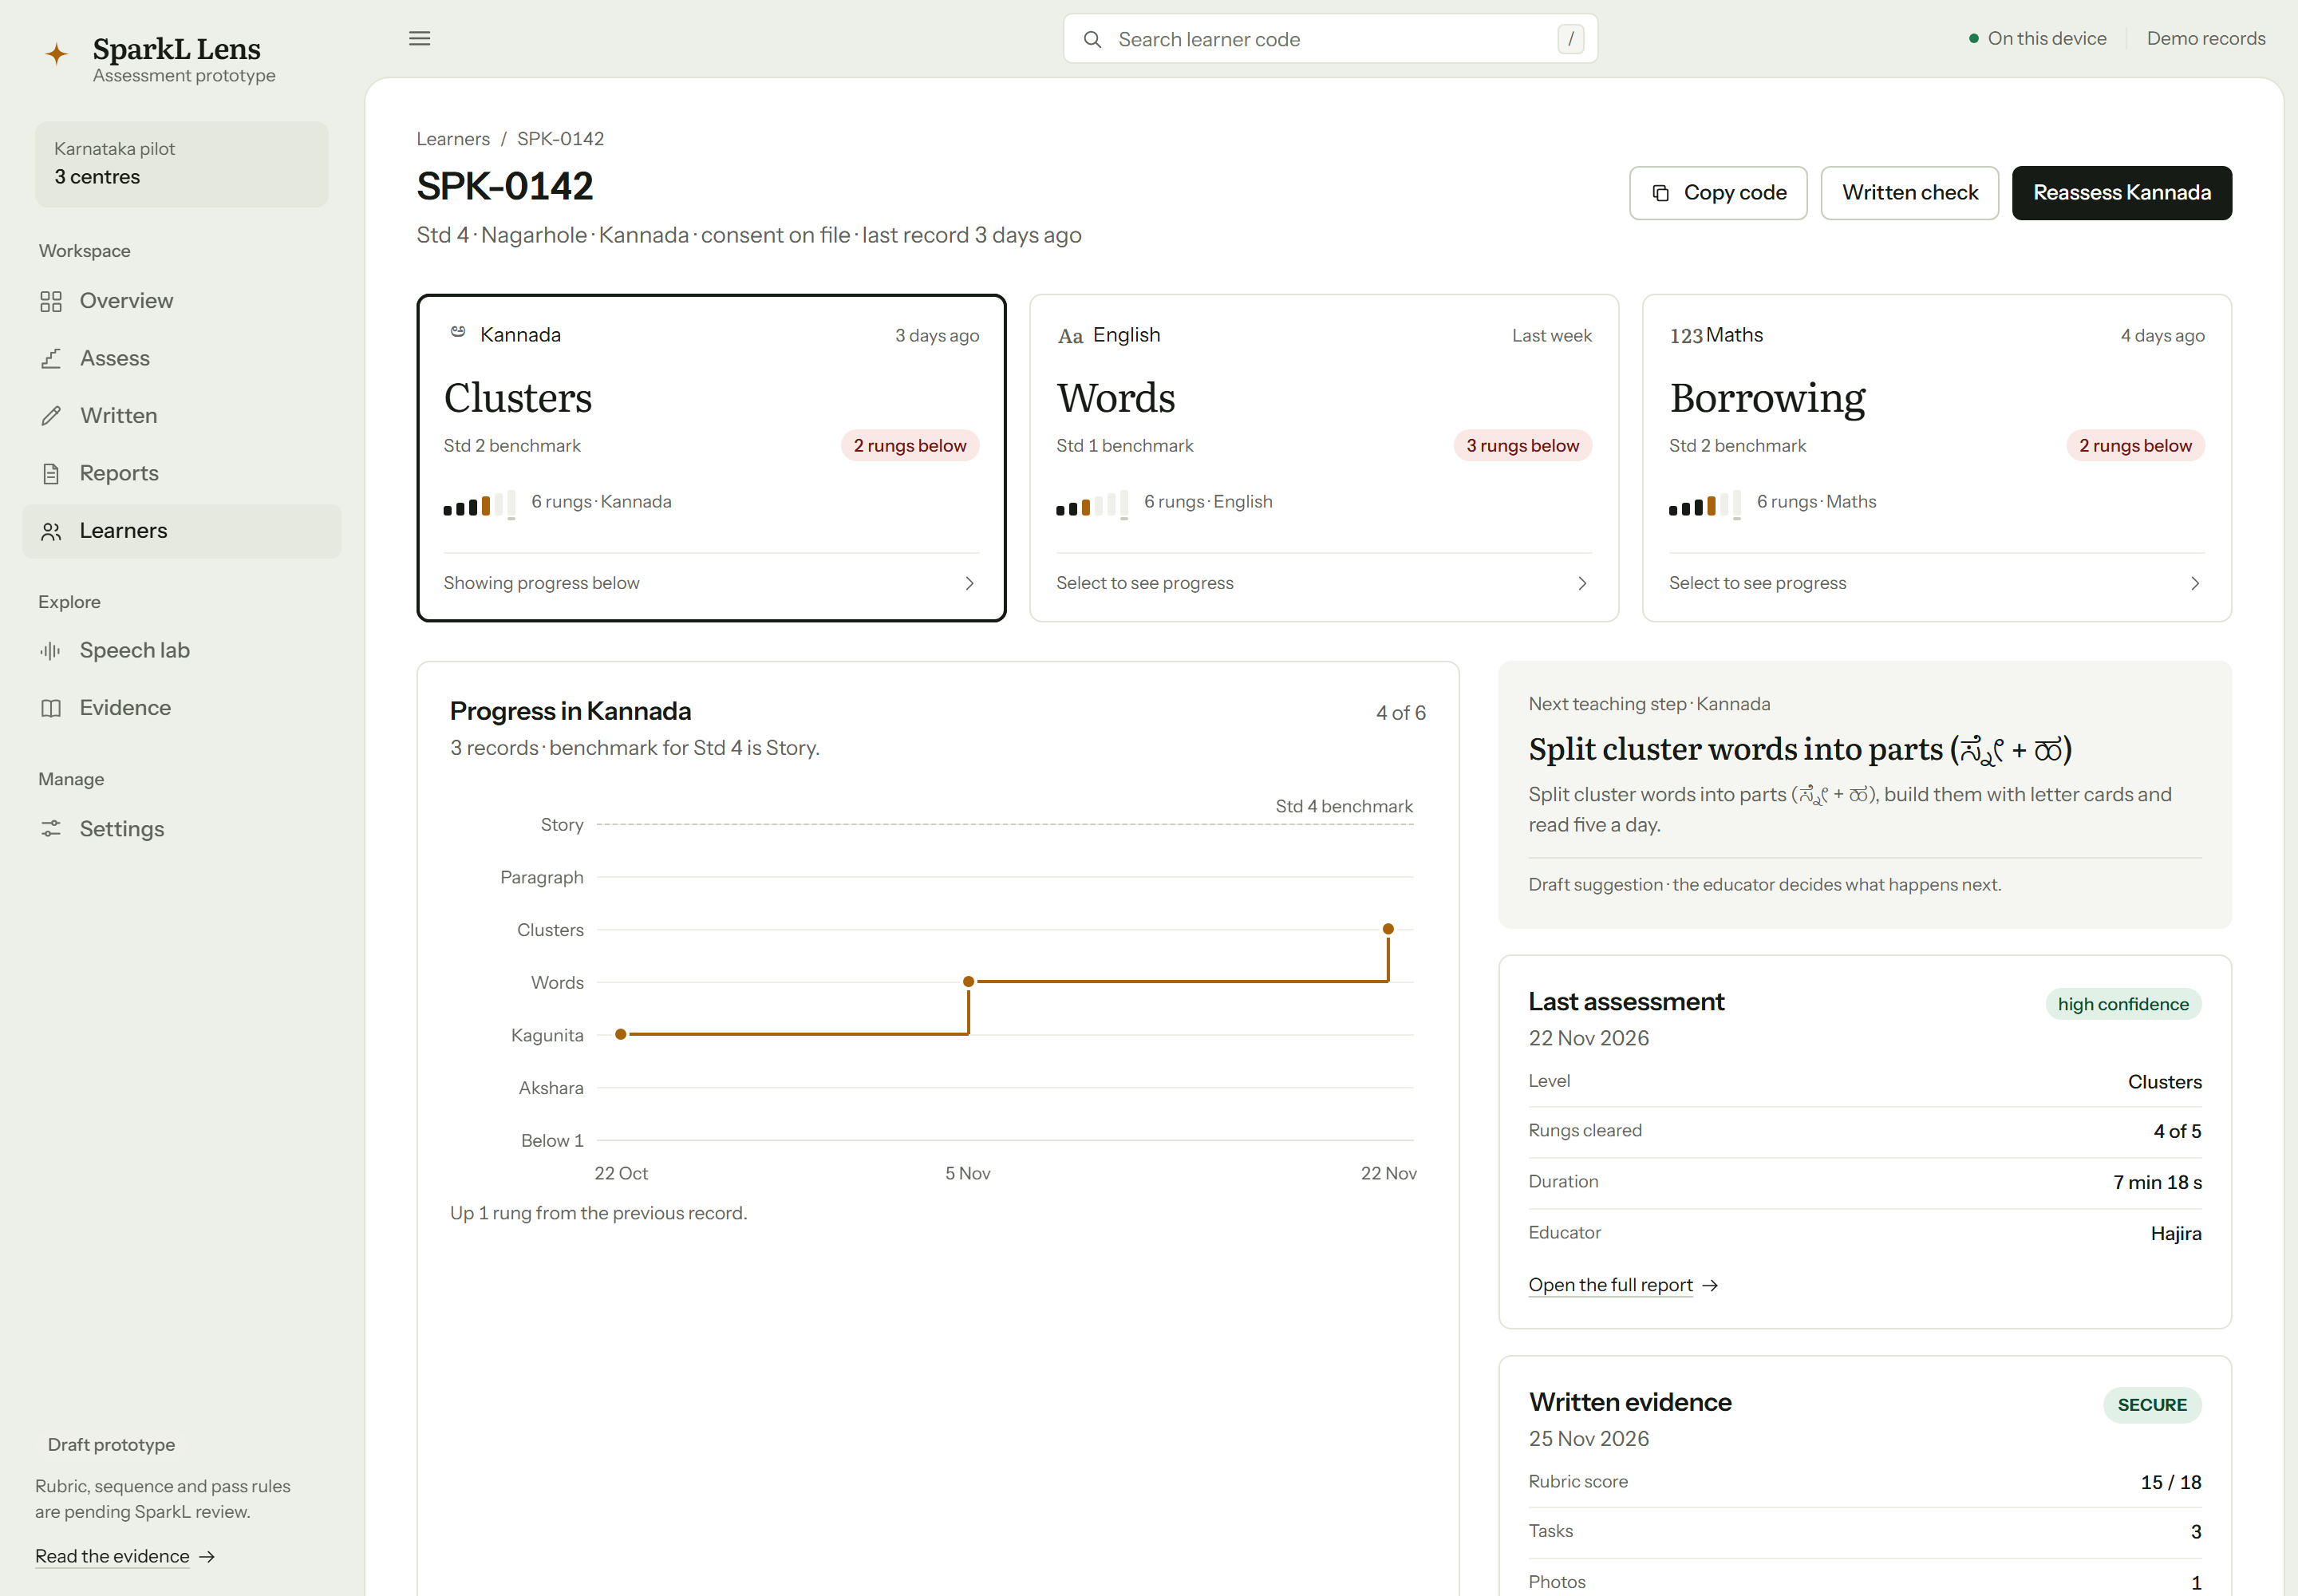 SparkL Lens
Assessment prototype
Karnataka pilot
3 centres
Workspace
Overview
Assess
Written
Reports
Learners
Explore
Speech lab
Evidence
Manage
Settings
Draft prototype
Rubric, sequence and pass rules
are pending SparkL review.
Read the evidence →
Search learner code
/
On this device
Demo records
Learners / SPK-0142
SPK-0142
Std 4 · Nagarhole · Kannada · consent on file · last record 3 days ago
Copy code
Written check
Reassess Kannada
ಅ Kannada
3 days ago
Clusters
Std 2 benchmark
2 rungs below
6 rungs · Kannada
Showing progress below
Aa English
Last week
Words
Std 1 benchmark
3 rungs below
6 rungs · English
Select to see progress
123 Maths
4 days ago
Borrowing
Std 2 benchmark
2 rungs below
6 rungs · Maths
Select to see progress
Progress in Kannada
4 of 6
3 records · benchmark for Std 4 is Story.
Std 4 benchmark
Story
Paragraph
Clusters
Words
Kagunita
Akshara
Below 1
22 Oct
5 Nov
22 Nov
Up 1 rung from the previous record.
Next teaching step · Kannada
Split cluster words into parts (ಸ್ನೇ + ಹ)
Split cluster words into parts (ಸ್ನೇ + ಹ), build them with letter cards and
read five a day.
Draft suggestion · the educator decides what happens next.
Last assessment
high confidence
22 Nov 2026
Level
Clusters
Rungs cleared
4 of 5
Duration
7 min 18 s
Educator
Hajira
Open the full report →
Written evidence
SECURE
25 Nov 2026
Rubric score
15 / 18
Tasks
3
Photos
1